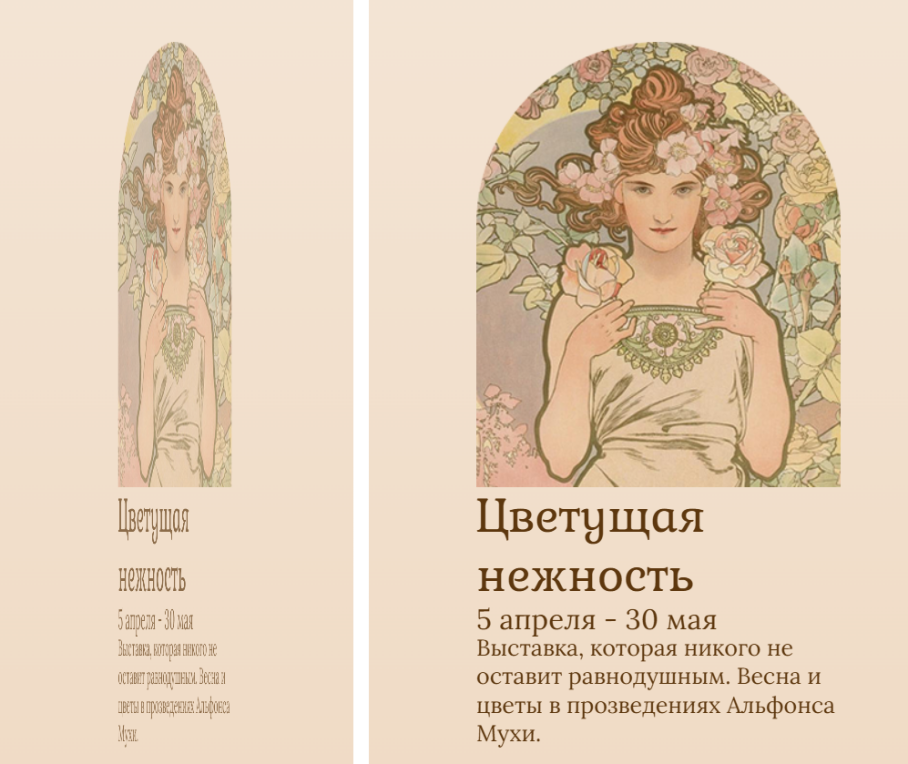 Цветущая
нежность
5 апреля - 30 мая
Выставка, которая никого не
оставит равнодушным. Весна и
цветы в прозведениях Альфонса
Мухи.
Цветущая
нежность
5 апреля - 30 мая
Выставка, которая никого не
оставит равнодушным. Весна и
цветы в прозведениях Альфонса
Мухи.